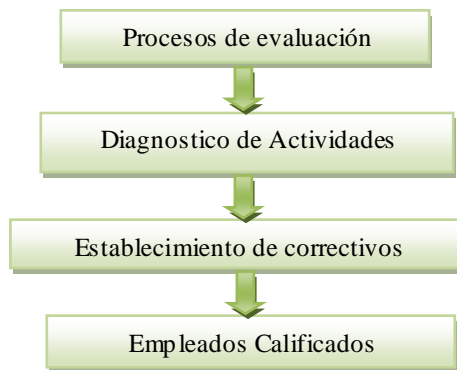 Procesos de evaluación
Diagnostico de Actividades
Establecimiento de correctivos
Empleados Calificados